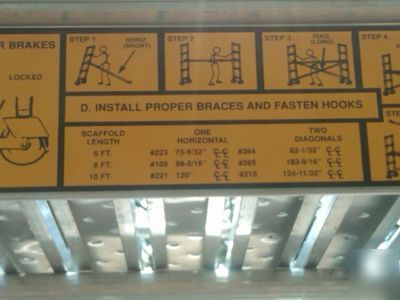 R BRAKES
LOCKED
STEP 1
HORIZ
(SHORT)
STEP 2
STEP 3
DIAG
(LONG)
STEP 4
D. INSTALL PROPER BRACES AND FASTEN HOOKS
SCAFFOLD LENGTH ONE HORIZONTAL TWO DIAGONALS
6 FT. #223 75-9/32" C-C #364 82-1/32" C-C
8 FT. #105 98-5/16" C-C #365 103-9/16" C-C
10 FT. #221 120" C-C #210 124-11/32" C-C